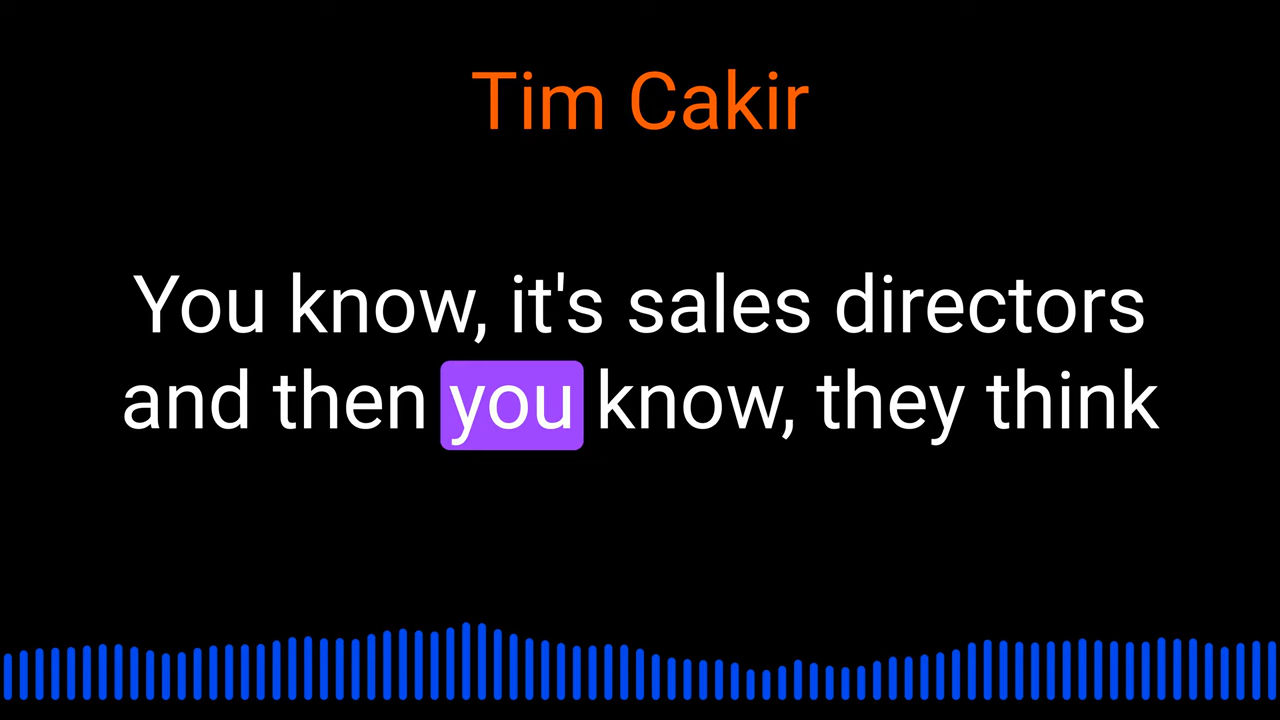 Tim Cakir
You know, it's sales directors
and then you know, they think